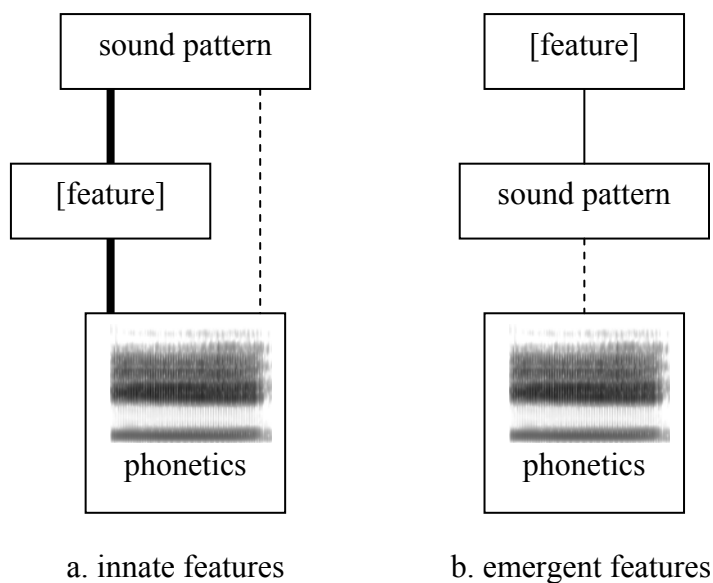 sound pattern
[feature]
phonetics
a. innate features
[feature]
sound pattern
phonetics
b. emergent features